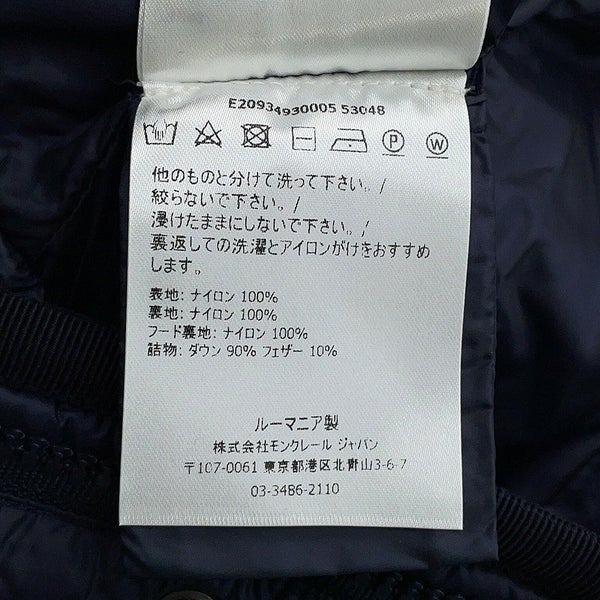 E20934930005 53048
P W
他のものと分けて洗って下さい。/
絞らないで下さい。/
浸けたままにしないで下さい。/
裏返しての洗濯とアイロンがけをおすすめ
します。
表地: ナイロン 100%
裏地: ナイロン 100%
フード裏地: ナイロン 100%
詰物: ダウン 90% フェザー 10%
ルーマニア製
株式会社モンクレール ジャパン
〒107-0061 東京都港区北青山3-6-7
03-3486-2110